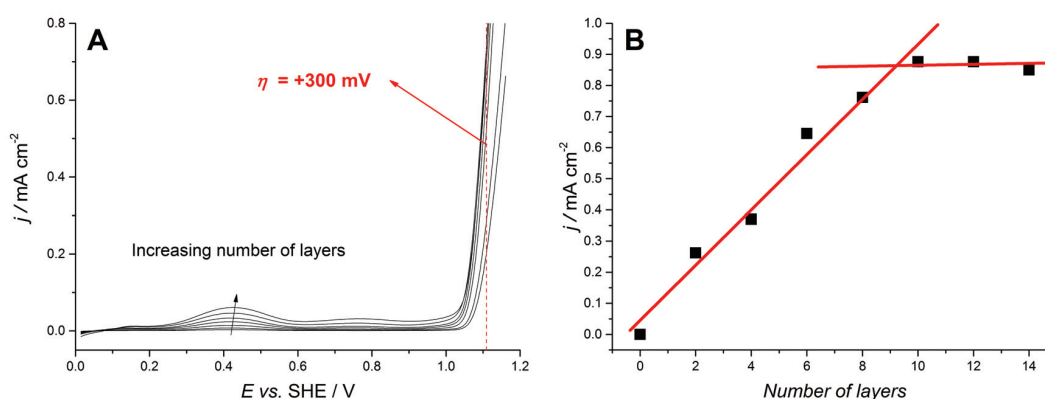 A
η = +300 mV
Increasing number of layers
j / mA cm-2
0.8
0.6
0.4
0.2
0.0
0.0 0.2 0.4 0.6 0.8 1.0 1.2
E vs. SHE / V
B
j / mA cm-2
1.0
0.9
0.8
0.7
0.6
0.5
0.4
0.3
0.2
0.1
0.0
0 2 4 6 8 10 12 14
Number of layers